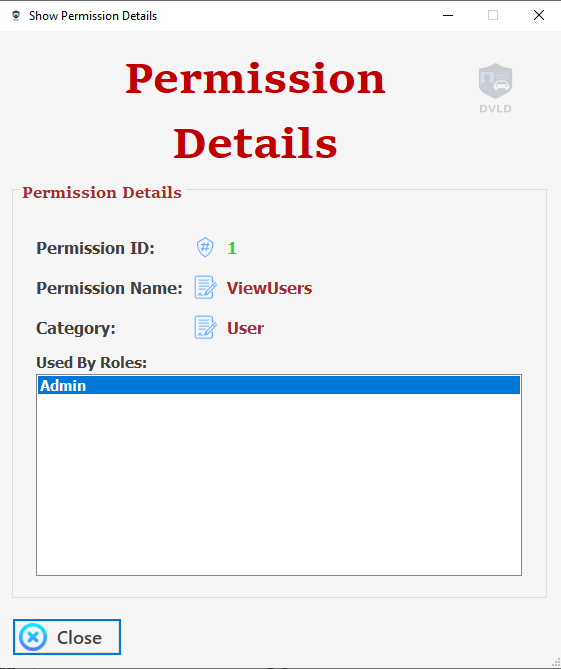 Show Permission Details
Permission
Details
DVLD
Permission Details
Permission ID: # 1
Permission Name: ViewUsers
Category: User
Used By Roles:
Admin
Close